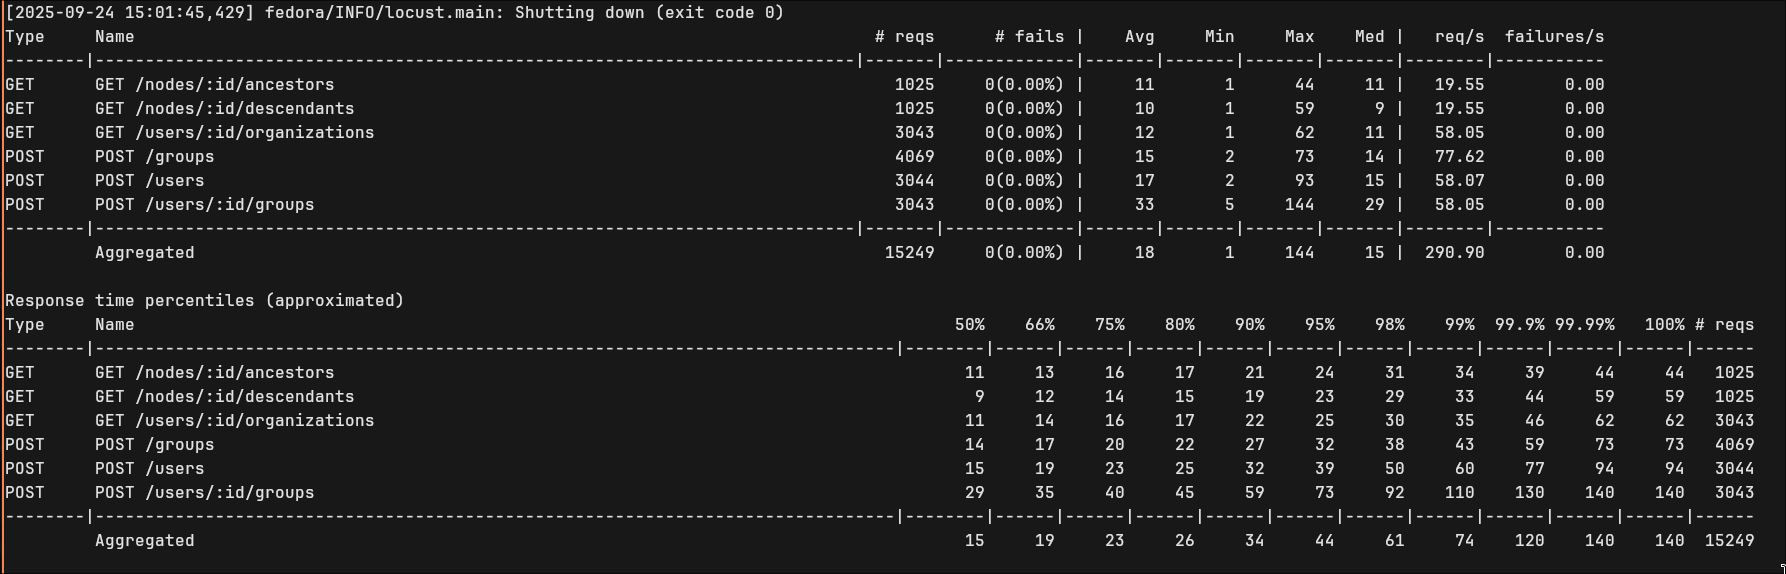 [2025-09-24 15:01:45,429] fedora/INFO/locust.main: Shutting down (exit code 0)
Type     Name                                                                          # reqs      # fails |    Avg     Min     Max    Med |   req/s  failures/s
--------|----------------------------------------------------------------------------|-------|-------------|-------|-------|-------|-------|--------|-----------
GET      GET /nodes/:id/ancestors                                                        1025     0(0.00%) |     11       1      44     11 |   19.55        0.00
GET      GET /nodes/:id/descendants                                                      1025     0(0.00%) |     10       1      59      9 |   19.55        0.00
GET      GET /users/:id/organizations                                                    3043     0(0.00%) |     12       1      62     11 |   58.05        0.00
POST     POST /groups                                                                    4069     0(0.00%) |     15       2      73     14 |   77.62        0.00
POST     POST /users                                                                     3044     0(0.00%) |     17       2      93     15 |   58.07        0.00
POST     POST /users/:id/groups                                                          3043     0(0.00%) |     33       5     144     29 |   58.05        0.00
--------|----------------------------------------------------------------------------|-------|-------------|-------|-------|-------|-------|--------|-----------
         Aggregated                                                                     15249     0(0.00%) |     18       1     144     15 |  290.90        0.00
Response time percentiles (approximated)
Type     Name                                                                                  50%    66%    75%    80%    90%    95%    98%    99%  99.9% 99.99%   100% # reqs
--------|--------------------------------------------------------------------------------|--------|------|------|------|------|------|------|------|------|------|------|------
GET      GET /nodes/:id/ancestors                                                               11     13     16     17     21     24     31     34     39     44     44   1025
GET      GET /nodes/:id/descendants                                                              9     12     14     15     19     23     29     33     44     59     59   1025
GET      GET /users/:id/organizations                                                           11     14     16     17     22     25     30     35     46     62     62   3043
POST     POST /groups                                                                           14     17     20     22     27     32     38     43     59     73     73   4069
POST     POST /users                                                                            15     19     23     25     32     39     50     60     77     94     94   3044
POST     POST /users/:id/groups                                                                 29     35     40     45     59     73     92    110    130    140    140   3043
--------|--------------------------------------------------------------------------------|--------|------|------|------|------|------|------|------|------|------|------|------
         Aggregated                                                                             15     19     23     26     34     44     61     74    120    140    140  15249